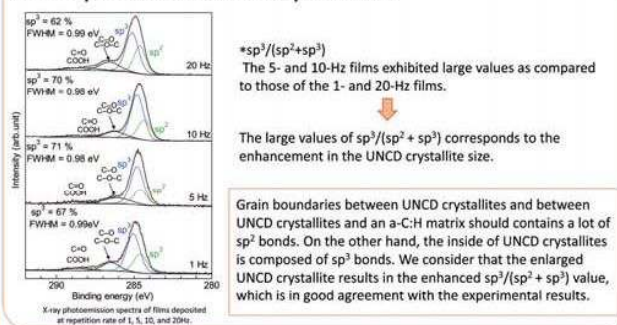 sp³ = 62 %
FWHM = 0.99 eV
C-O
C-O-C
sp³
C=O
COOH
sp²
20 Hz
sp³ = 70 %
FWHM = 0.98 eV
C-O
C-O-C
sp³
C=O
COOH
sp²
10 Hz
sp³ = 71 %
FWHM = 0.98 eV
C-O
C-O-C
sp³
C=O
COOH
sp²
5 Hz
sp³ = 67 %
FWHM = 0.99eV
C-O
C-O-C
sp³
C=O
COOH
sp²
1 Hz
Intensity (arb.unit)
290 285 280
Binding energy (eV)
X-ray photoemission spectra of films deposited
at repetition rate of 1, 5, 10, and 20Hz.
*sp³/(sp²+sp³)
The 5- and 10-Hz films exhibited large values as compared
to those of the 1- and 20-Hz films.
The large values of sp³/(sp² + sp³) corresponds to the
enhancement in the UNCD crystallite size.
Grain boundaries between UNCD crystallites and between
UNCD crystallites and an a-C:H matrix should contains a lot of
sp² bonds. On the other hand, the inside of UNCD crystallites
is composed of sp³ bonds. We consider that the enlarged
UNCD crystallite results in the enhanced sp³/(sp² + sp³) value,
which is in good agreement with the experimental results.